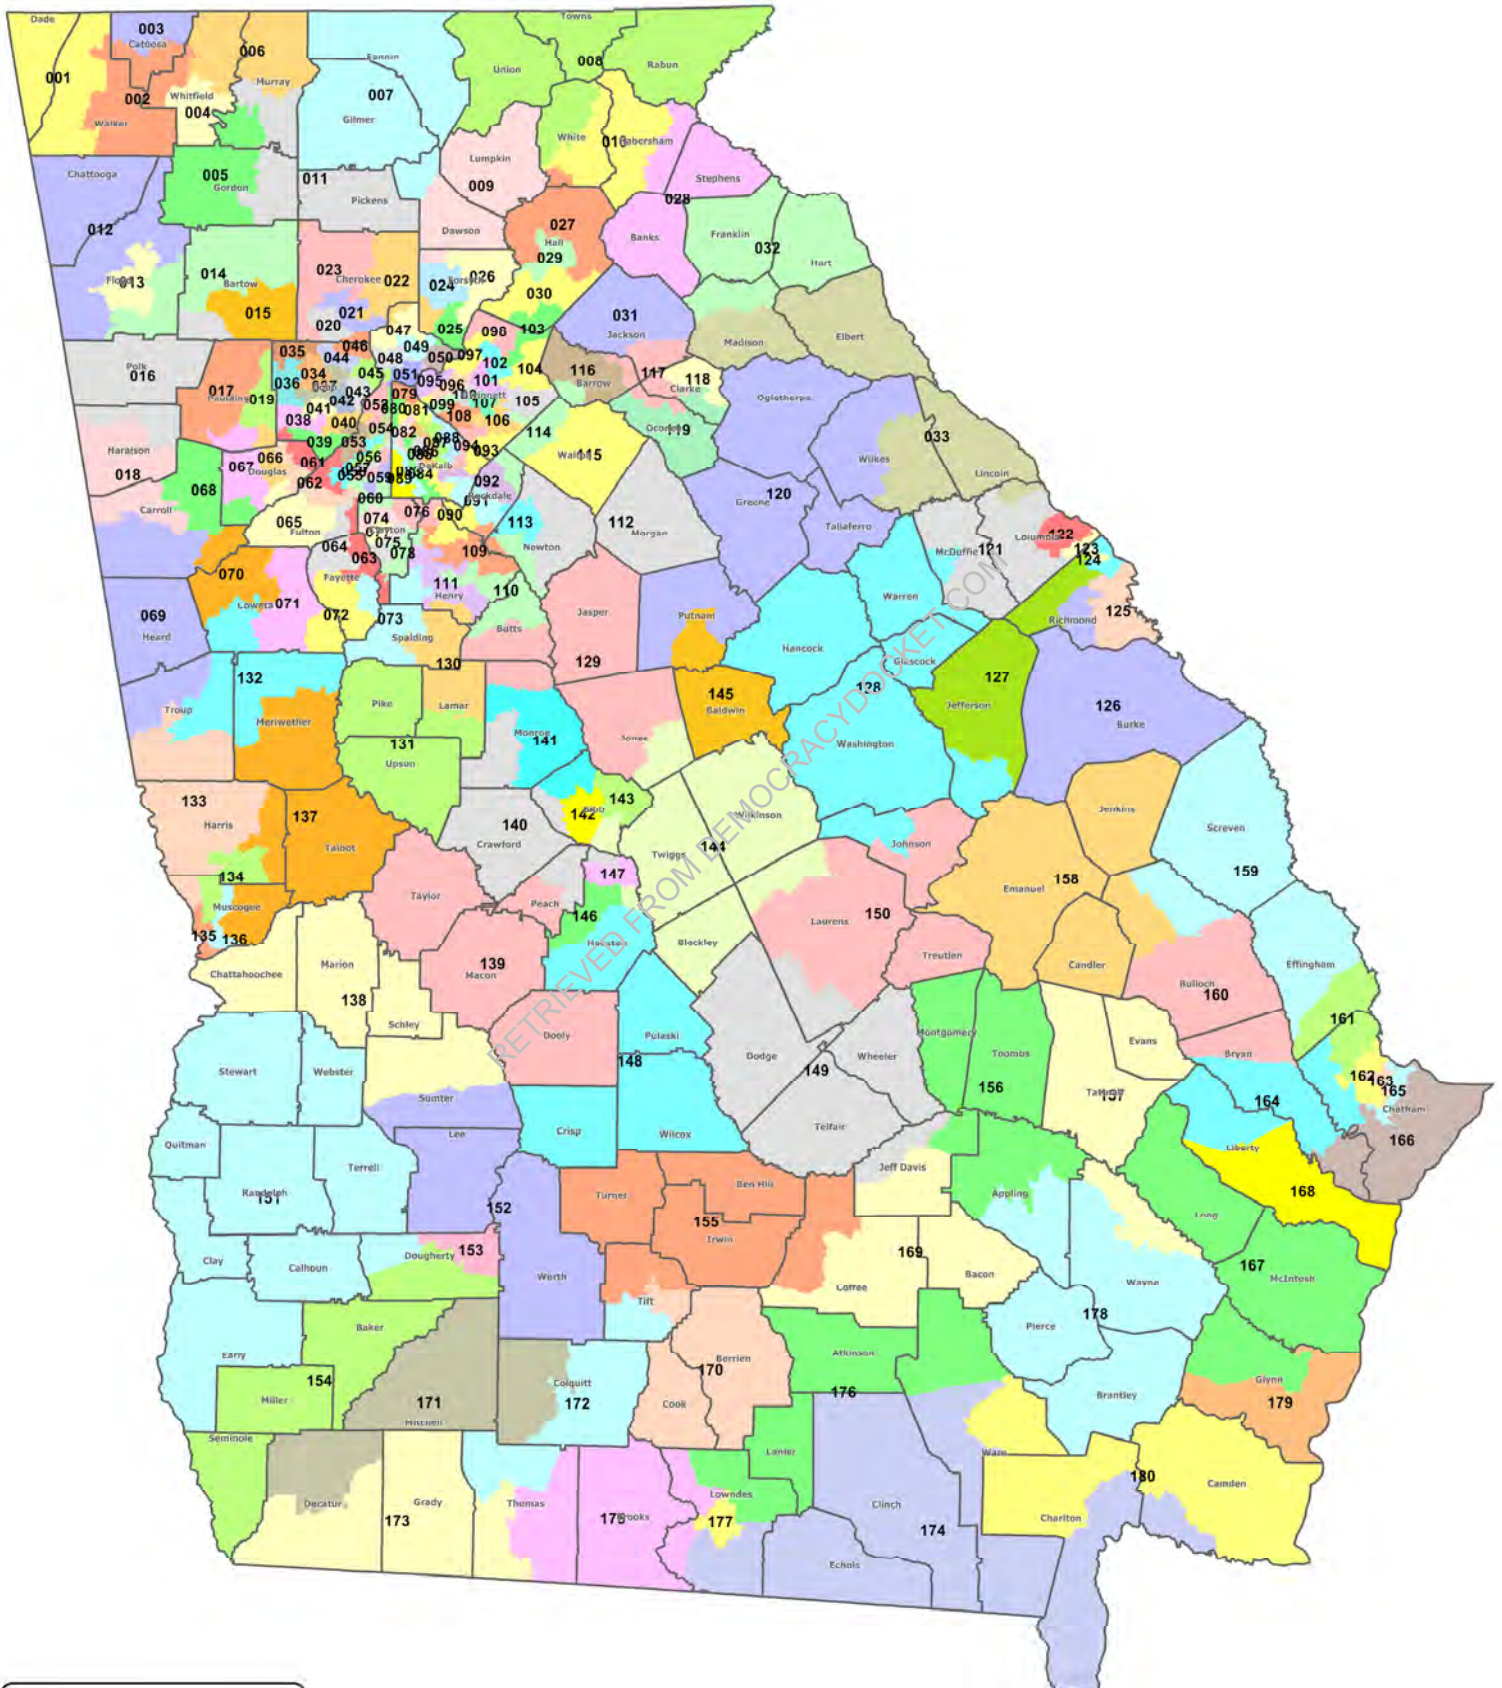 Dade
Towns
003
Catoosa
006
Fannin
008
Union
Rabun
001
Murray
007
002
Whitfield
004
Gilmer
Walker
White
010
Habersham
Lumpkin
Chattooga
005
Gordon
011
009
Stephens
Pickens
028
012
Dawson
027
Hall
Banks
Franklin
032
Hart
029
014
Bartow
023
Cherokee
022
024
Forsyth
026
013
030
015
021
020
031
Jackson
047
025
098
103
Madison
Elbert
035
046
044
048
049
050
097
102
Polk
016
034
036
045
051
095
096
101
104
116
Barrow
117
118
Clarke
017
Paulding
019
043
042
079
105
107
Oglethorpe
041
052
080
081
099
108
106
038
040
054
082
114
119
033
039
053
088
094
093
Haralson
018
066
067
Douglas
061
056
Walton
115
Wilkes
Lincoln
062
055
059
084
092
068
060
Rockdale
120
Greene
Carroll
065
Fulton
074
076
090
113
112
Morgan
Taliaferro
075
078
064
063
109
Newton
McDuffie
121
Columbia
122
123
124
070
Fayette
111
Henry
110
Coweta
071
072
073
Jasper
Putnam
Warren
125
Richmond
069
Heard
Spalding
Butts
130
129
Hancock
Glascock
132
128
127
Jefferson
145
Baldwin
126
Burke
Troup
Meriwether
Pike
Lamar
131
Upson
Monroe
141
Jones
Washington
133
Harris
137
Talbot
140
Crawford
142
143
Wilkinson
Jenkins
Screven
Johnson
144
Twiggs
134
Muscogee
147
Taylor
Peach
146
Emanuel
158
159
135
136
Houston
Laurens
150
Bleckley
Chattahoochee
Marion
139
Macon
Treutlen
Candler
Effingham
138
Bulloch
160
Schley
Dooly
Pulaski
Montgomery
161
Stewart
Webster
148
Dodge
149
Wheeler
Toombs
Evans
Bryan
156
157
162
163
165
Sumter
164
Chatham
Quitman
Lee
Crisp
Wilcox
Telfair
166
Terrell
Liberty
Randolph
151
Jeff Davis
Turner
Ben Hill
Appling
168
152
155
Irwin
Long
Clay
Calhoun
Dougherty
153
169
167
Worth
Bacon
Wayne
McIntosh
Tift
Coffee
178
Pierce
Baker
Early
Atkinson
Glynn
154
Berrien
170
Miller
Colquitt
172
176
Brantley
179
171
Mitchell
Cook
Seminole
Lanier
Ware
180
Camden
Decatur
Grady
Thomas
Lowndes
Clinch
173
175
Brooks
177
174
Charlton
Echols
RETRIEVED FROM DEMOCRACYDOCKET.COM